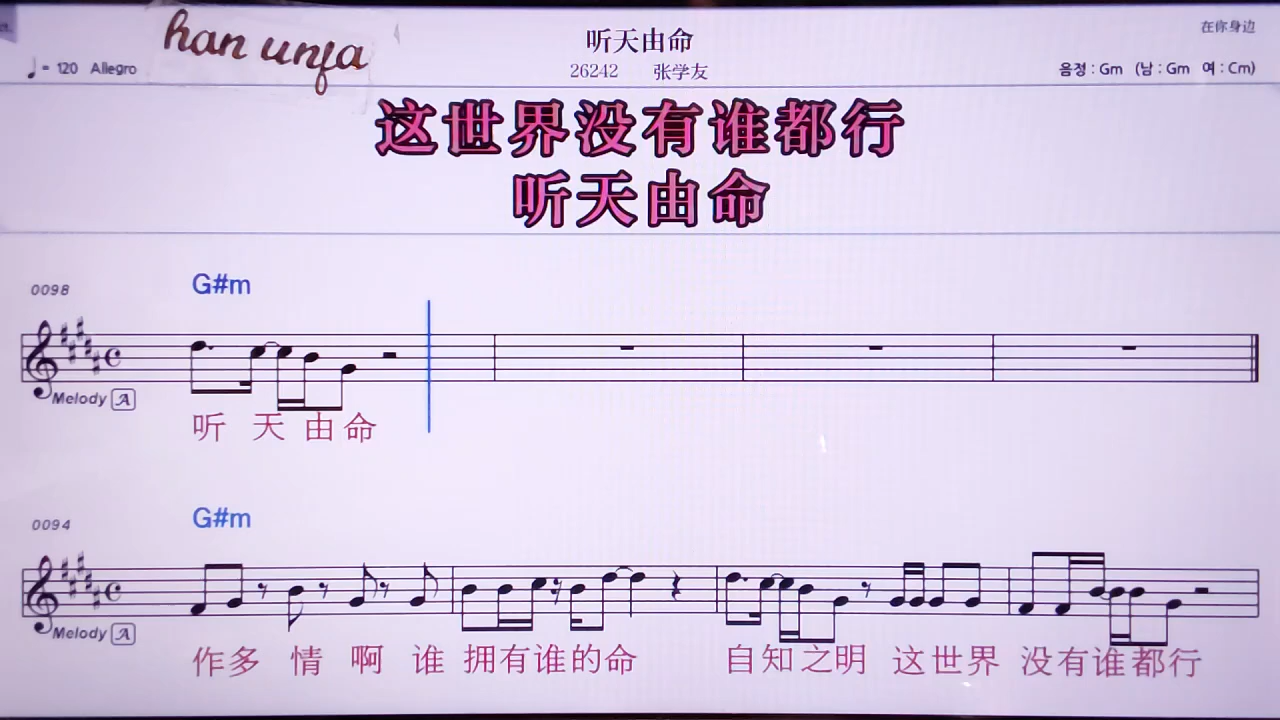 han unfa
听天由命
在你身边
♩= 120 Allegro
26242 张学友
음정 : Gm (남 : Gm 여 : Cm)
这世界没有谁都行
听天由命
0098
G#m
Melody A
听天由命
0094
G#m
Melody A
作多情啊谁拥有谁的命 自知之明 这世界没有谁都行